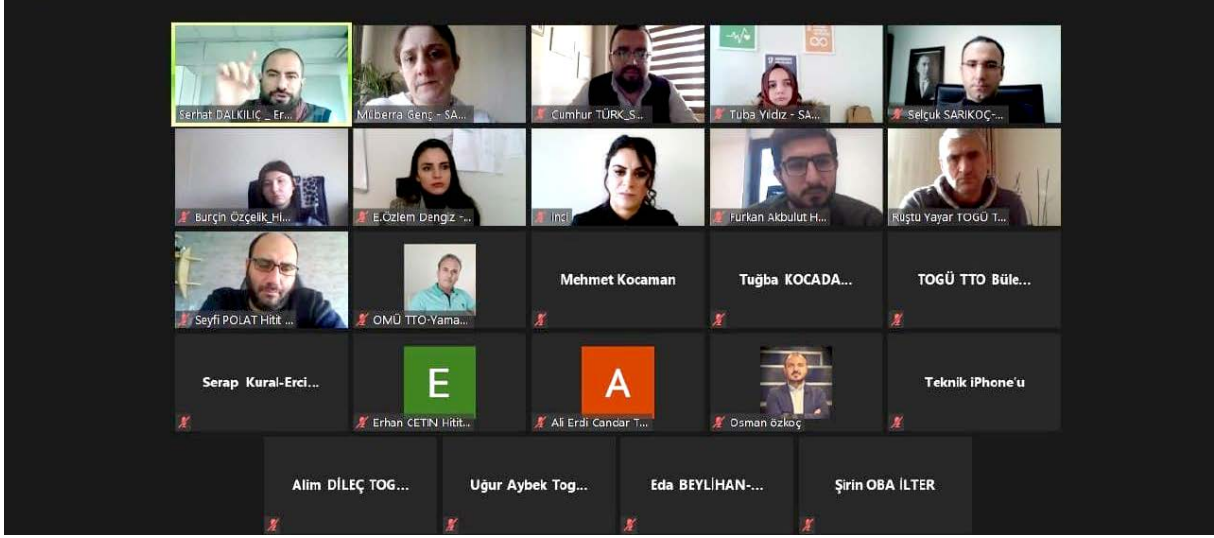 Serhat DALKILIÇ _ Er...
Müberra Genç - SA...
Cumhur TÜRK_S...
Tuba Yıldız - SA...
Selçuk SARIKOÇ-...
Burçin Özçelik_Hi...
E.Özlem Dengiz -...
İnci
Furkan Akbulut H...
Rüştü Yayar TOGÜ T...
Seyfi POLAT Hitit ...
OMÜ TTO-Yama...
Mehmet Kocaman
Tuğba KOCADA...
TOGÜ TTO Büle...
Serap Kural-Erci...
E
Erhan ÇETİN Hitit...
A
Ali Erdi Candar T...
Osman özkoç
Teknik iPhone'u
Alim DİLEÇ TOG...
Uğur Aybek Tog...
Eda BEYLİHAN-...
Şirin OBA İLTER